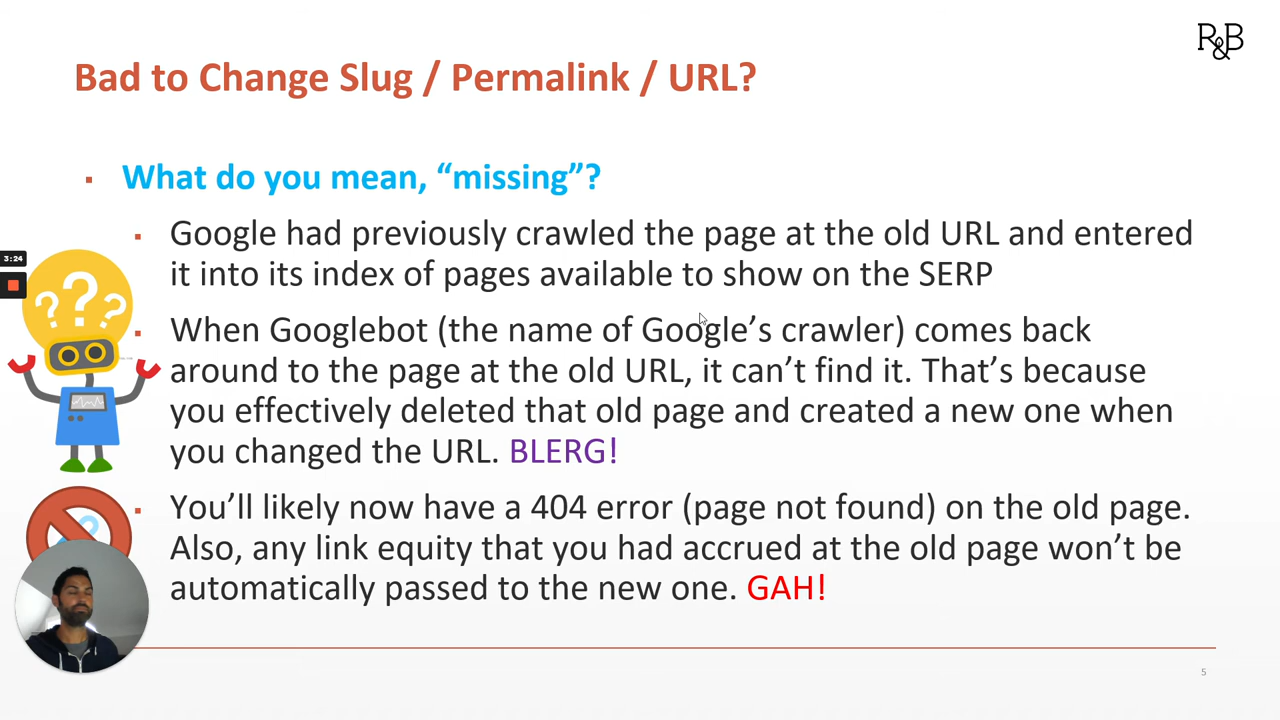 R&B
Bad to Change Slug / Permalink / URL?
What do you mean, “missing”?
Google had previously crawled the page at the old URL and entered
it into its index of pages available to show on the SERP
3:24
???
When Googlebot (the name of Google’s crawler) comes back
around to the page at the old URL, it can’t find it. That’s because
you effectively deleted that old page and created a new one when
you changed the URL. BLERG!
You’ll likely now have a 404 error (page not found) on the old page.
Also, any link equity that you had accrued at the old page won’t be
automatically passed to the new one. GAH!
5